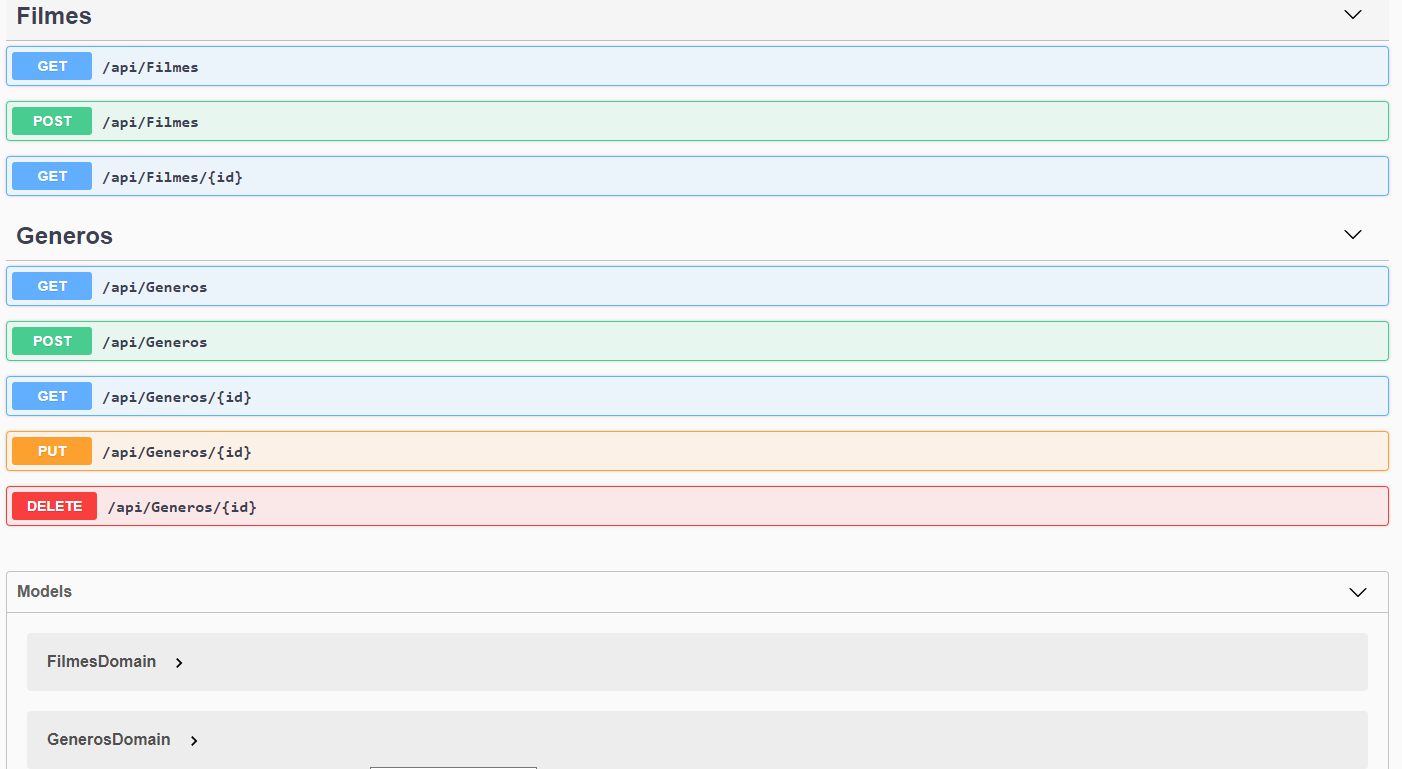 Filmes
GET /api/Filmes
POST /api/Filmes
GET /api/Filmes/{id}
Generos
GET /api/Generos
POST /api/Generos
GET /api/Generos/{id}
PUT /api/Generos/{id}
DELETE /api/Generos/{id}
Models
FilmesDomain
GenerosDomain